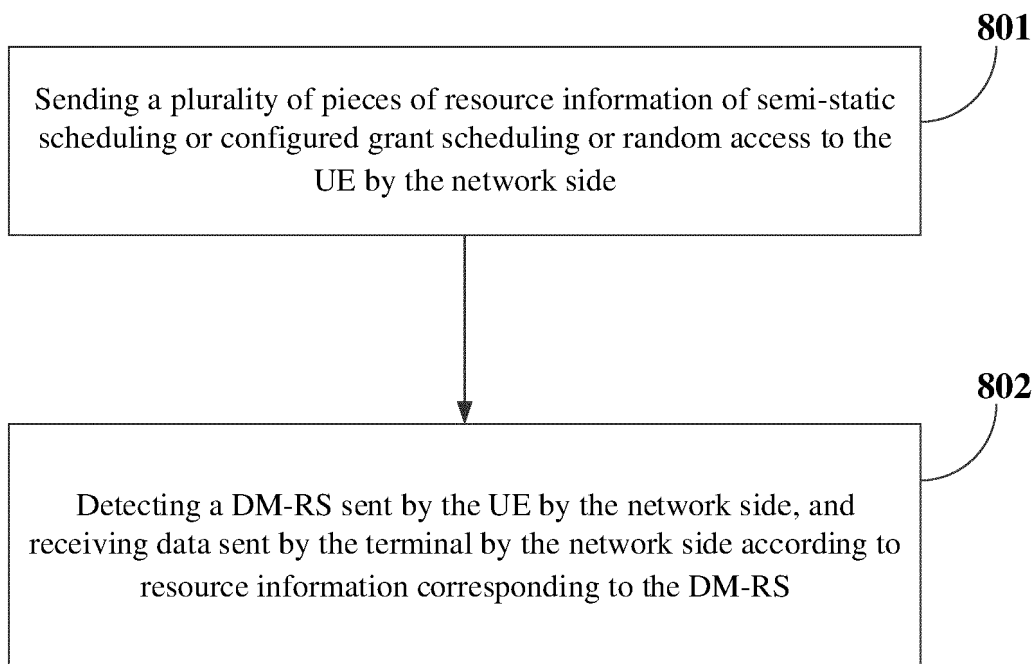 801
Sending a plurality of pieces of resource information of semi-static
scheduling or configured grant scheduling or random access to the
UE by the network side
802
Detecting a DM-RS sent by the UE by the network side, and
receiving data sent by the terminal by the network side according to
resource information corresponding to the DM-RS